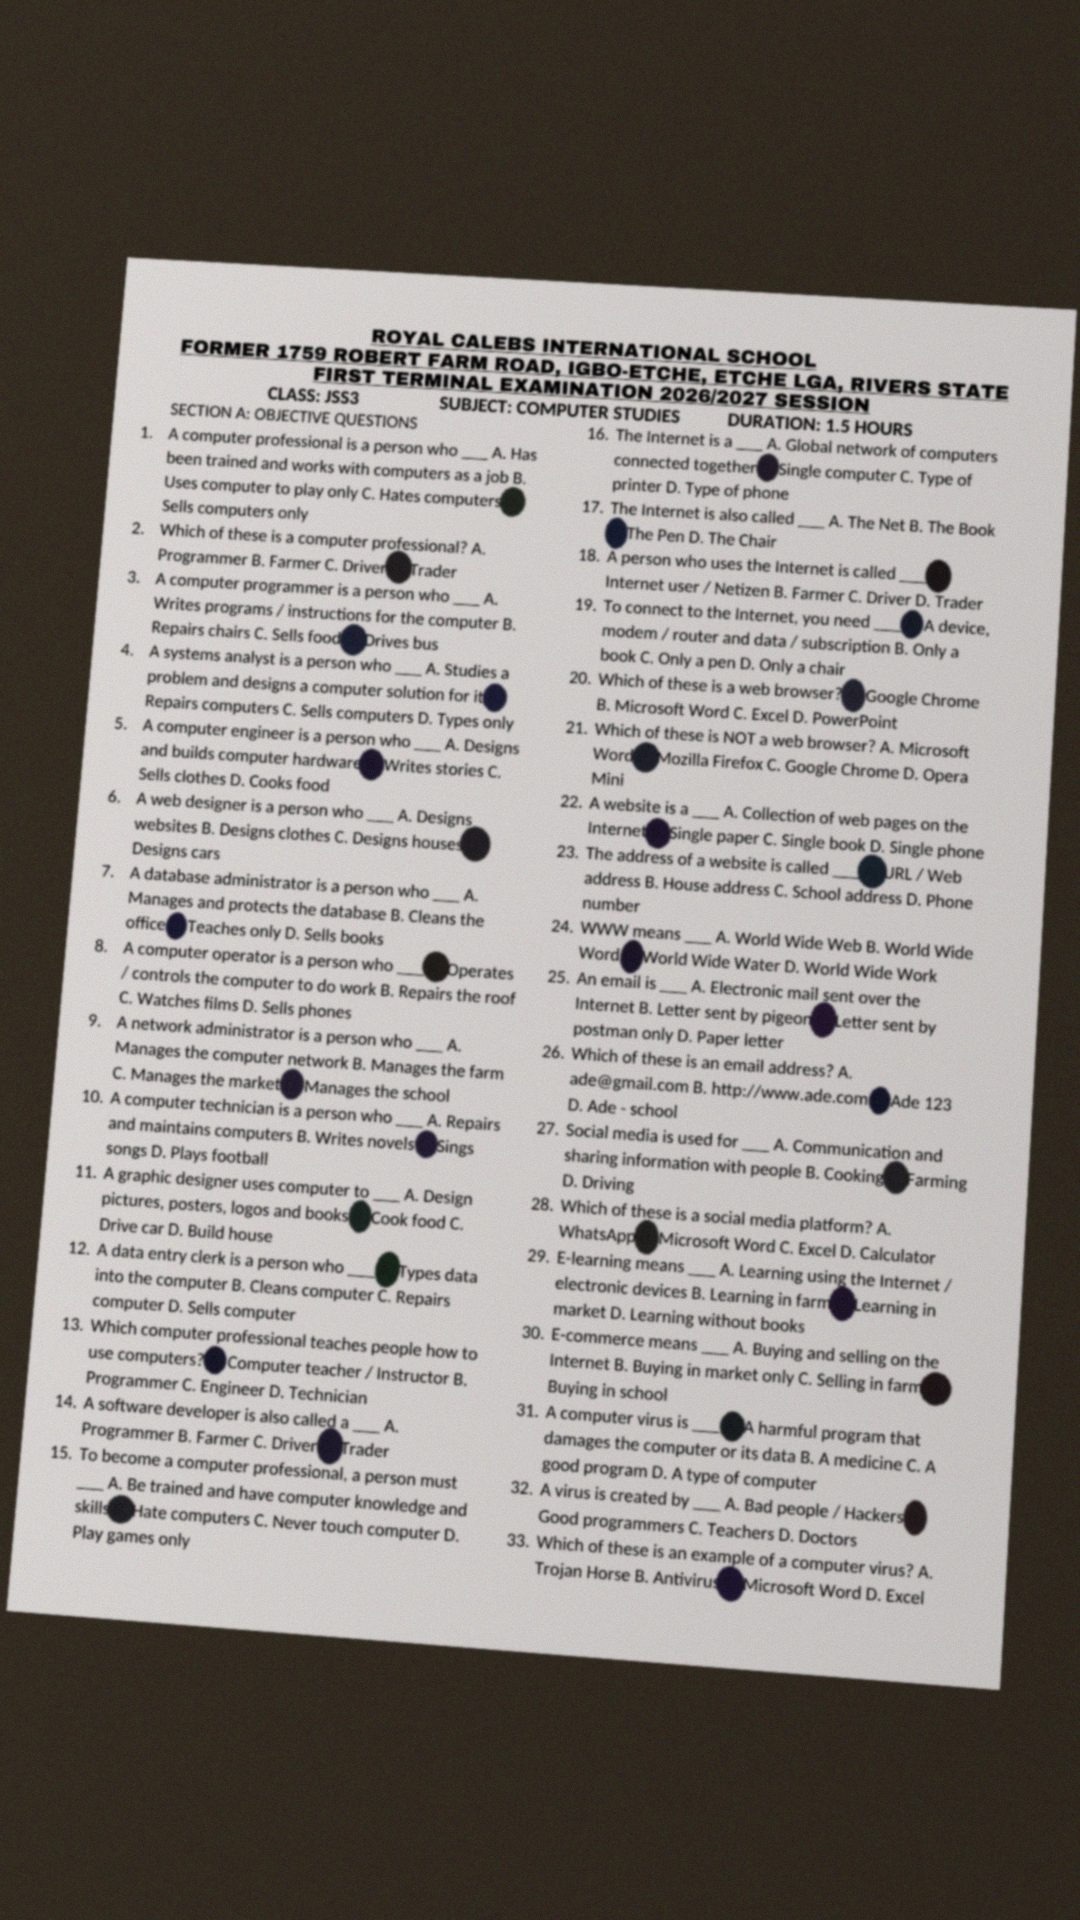 ROYAL CALEBS INTERNATIONAL SCHOOL
FORMER 1759 ROBERT FARM ROAD, IGBO-ETCHE, ETCHE LGA, RIVERS STATE
FIRST TERMINAL EXAMINATION 2026/2027 SESSION
CLASS: JSS3 SUBJECT: COMPUTER STUDIES DURATION: 1.5 HOURS
SECTION A: OBJECTIVE QUESTIONS
1. A computer professional is a person who ___ A. Has
been trained and works with computers as a job B.
Uses computer to play only C. Hates computers
Sells computers only
2. Which of these is a computer professional? A.
Programmer B. Farmer C. Driver Trader
3. A computer programmer is a person who ___ A.
Writes programs / instructions for the computer B.
Repairs chairs C. Sells food Drives bus
4. A systems analyst is a person who ___ A. Studies a
problem and designs a computer solution for it
Repairs computers C. Sells computers D. Types only
5. A computer engineer is a person who ___ A. Designs
and builds computer hardware Writes stories C.
Sells clothes D. Cooks food
6. A web designer is a person who ___ A. Designs
websites B. Designs clothes C. Designs houses
Designs cars
7. A database administrator is a person who ___ A.
Manages and protects the database B. Cleans the
office Teaches only D. Sells books
8. A computer operator is a person who ___ Operates
/ controls the computer to do work B. Repairs the roof
C. Watches films D. Sells phones
9. A network administrator is a person who ___ A.
Manages the computer network B. Manages the farm
C. Manages the market Manages the school
10. A computer technician is a person who ___ A. Repairs
and maintains computers B. Writes novels Sings
songs D. Plays football
11. A graphic designer uses computer to ___ A. Design
pictures, posters, logos and books Cook food C.
Drive car D. Build house
12. A data entry clerk is a person who ___ Types data
into the computer B. Cleans computer C. Repairs
computer D. Sells computer
13. Which computer professional teaches people how to
use computers? Computer teacher / Instructor B.
Programmer C. Engineer D. Technician
14. A software developer is also called a ___ A.
Programmer B. Farmer C. Driver Trader
15. To become a computer professional, a person must
___ A. Be trained and have computer knowledge and
skills Hate computers C. Never touch computer D.
Play games only
16. The Internet is a ___ A. Global network of computers
connected together Single computer C. Type of
printer D. Type of phone
17. The Internet is also called ___ A. The Net B. The Book
The Pen D. The Chair
18. A person who uses the Internet is called ___
Internet user / Netizen B. Farmer C. Driver D. Trader
19. To connect to the Internet, you need ___ A device,
modem / router and data / subscription B. Only a
book C. Only a pen D. Only a chair
20. Which of these is a web browser? Google Chrome
B. Microsoft Word C. Excel D. PowerPoint
21. Which of these is NOT a web browser? A. Microsoft
Word Mozilla Firefox C. Google Chrome D. Opera
Mini
22. A website is a ___ A. Collection of web pages on the
Internet Single paper C. Single book D. Single phone
23. The address of a website is called ___ URL / Web
address B. House address C. School address D. Phone
number
24. WWW means ___ A. World Wide Web B. World Wide
Word World Wide Water D. World Wide Work
25. An email is ___ A. Electronic mail sent over the
Internet B. Letter sent by pigeon Letter sent by
postman only D. Paper letter
26. Which of these is an email address? A.
ade@gmail.com B. http://www.ade.com Ade 123
D. Ade - school
27. Social media is used for ___ A. Communication and
sharing information with people B. Cooking Farming
D. Driving
28. Which of these is a social media platform? A.
WhatsApp Microsoft Word C. Excel D. Calculator
29. E-learning means ___ A. Learning using the Internet /
electronic devices B. Learning in farm Learning in
market D. Learning without books
30. E-commerce means ___ A. Buying and selling on the
Internet B. Buying in market only C. Selling in farm
Buying in school
31. A computer virus is ___ A harmful program that
damages the computer or its data B. A medicine C. A
good program D. A type of computer
32. A virus is created by ___ A. Bad people / Hackers
Good programmers C. Teachers D. Doctors
33. Which of these is an example of a computer virus? A.
Trojan Horse B. Antivirus Microsoft Word D. Excel